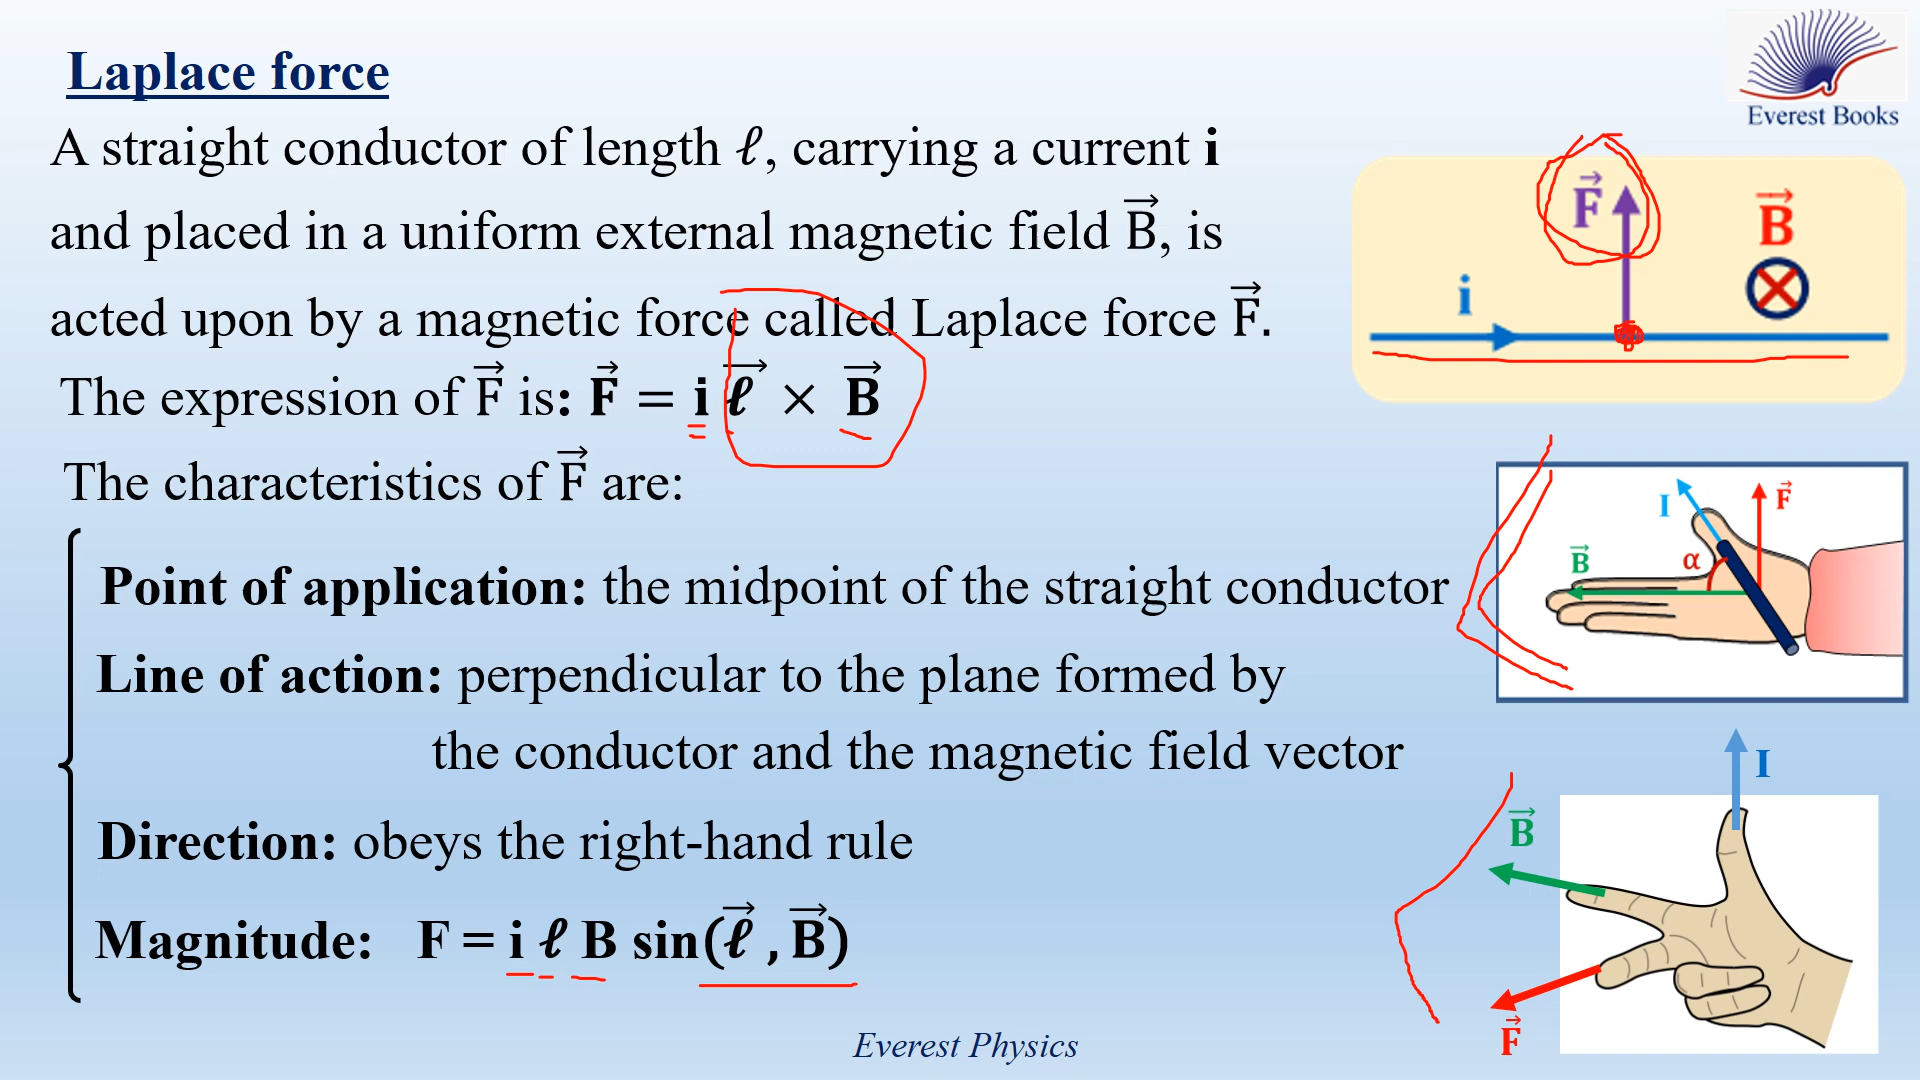 Laplace force
A straight conductor of length ℓ, carrying a current i
and placed in a uniform external magnetic field B⃗, is
acted upon by a magnetic force called Laplace force F⃗.
The expression of F⃗ is: F⃗ = i ℓ⃗ × B⃗
The characteristics of F⃗ are:
Point of application: the midpoint of the straight conductor
Line of action: perpendicular to the plane formed by
the conductor and the magnetic field vector
Direction: obeys the right-hand rule
Magnitude: F = i ℓ B sin(ℓ⃗ , B⃗)
Everest Physics
Everest Books
F⃗
B⃗
i
I
F⃗
B⃗
α
I
B⃗
F⃗